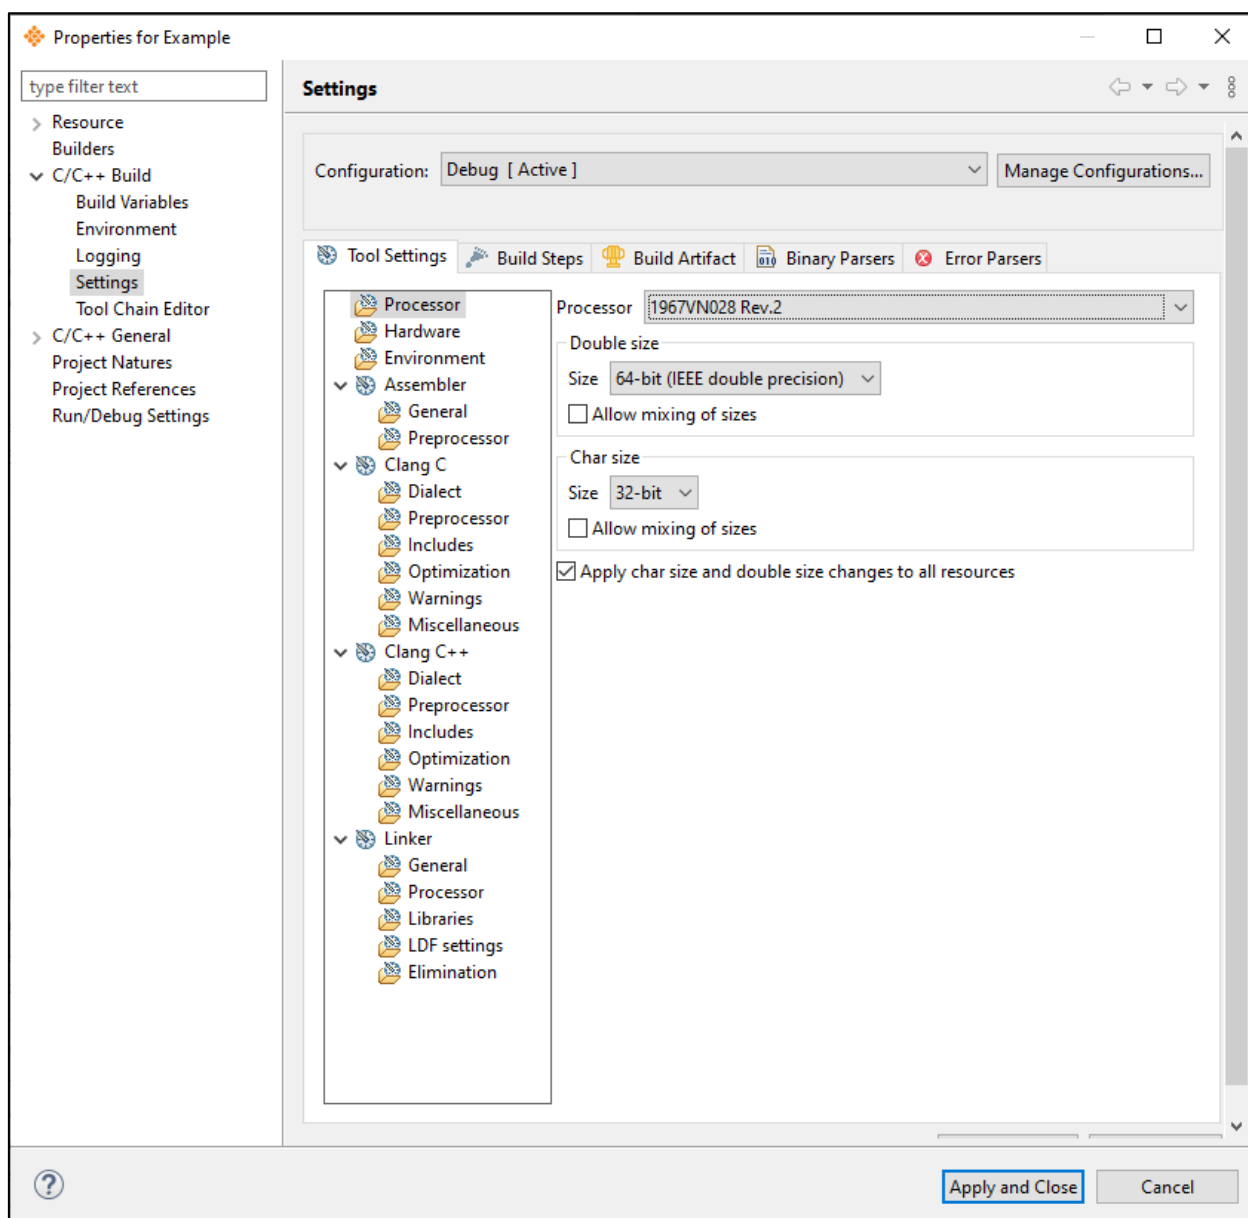 Properties for Example
type filter text
Resource
Builders
C/C++ Build
Build Variables
Environment
Logging
Settings
Tool Chain Editor
C/C++ General
Project Natures
Project References
Run/Debug Settings
Settings
Configuration: Debug [ Active ] Manage Configurations...
Tool Settings Build Steps Build Artifact Binary Parsers Error Parsers
Processor
Hardware
Environment
Assembler
General
Preprocessor
Clang C
Dialect
Preprocessor
Includes
Optimization
Warnings
Miscellaneous
Clang C++
Dialect
Preprocessor
Includes
Optimization
Warnings
Miscellaneous
Linker
General
Processor
Libraries
LDF settings
Elimination
Processor 1967VN028 Rev.2
Double size
Size 64-bit (IEEE double precision)
Allow mixing of sizes
Char size
Size 32-bit
Allow mixing of sizes
Apply char size and double size changes to all resources
Apply and Close Cancel